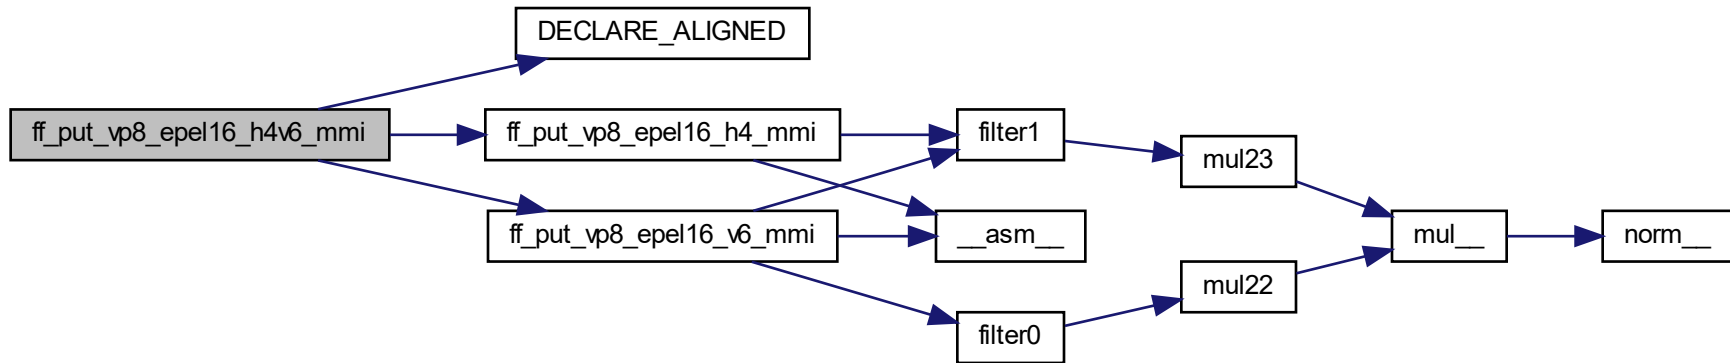 DECLARE_ALIGNED
ff_put_vp8_epel16_h4v6_mmi
ff_put_vp8_epel16_h4_mmi
filter1
mul23
ff_put_vp8_epel16_v6_mmi
__asm__
mul__
norm__
mul22
filter0